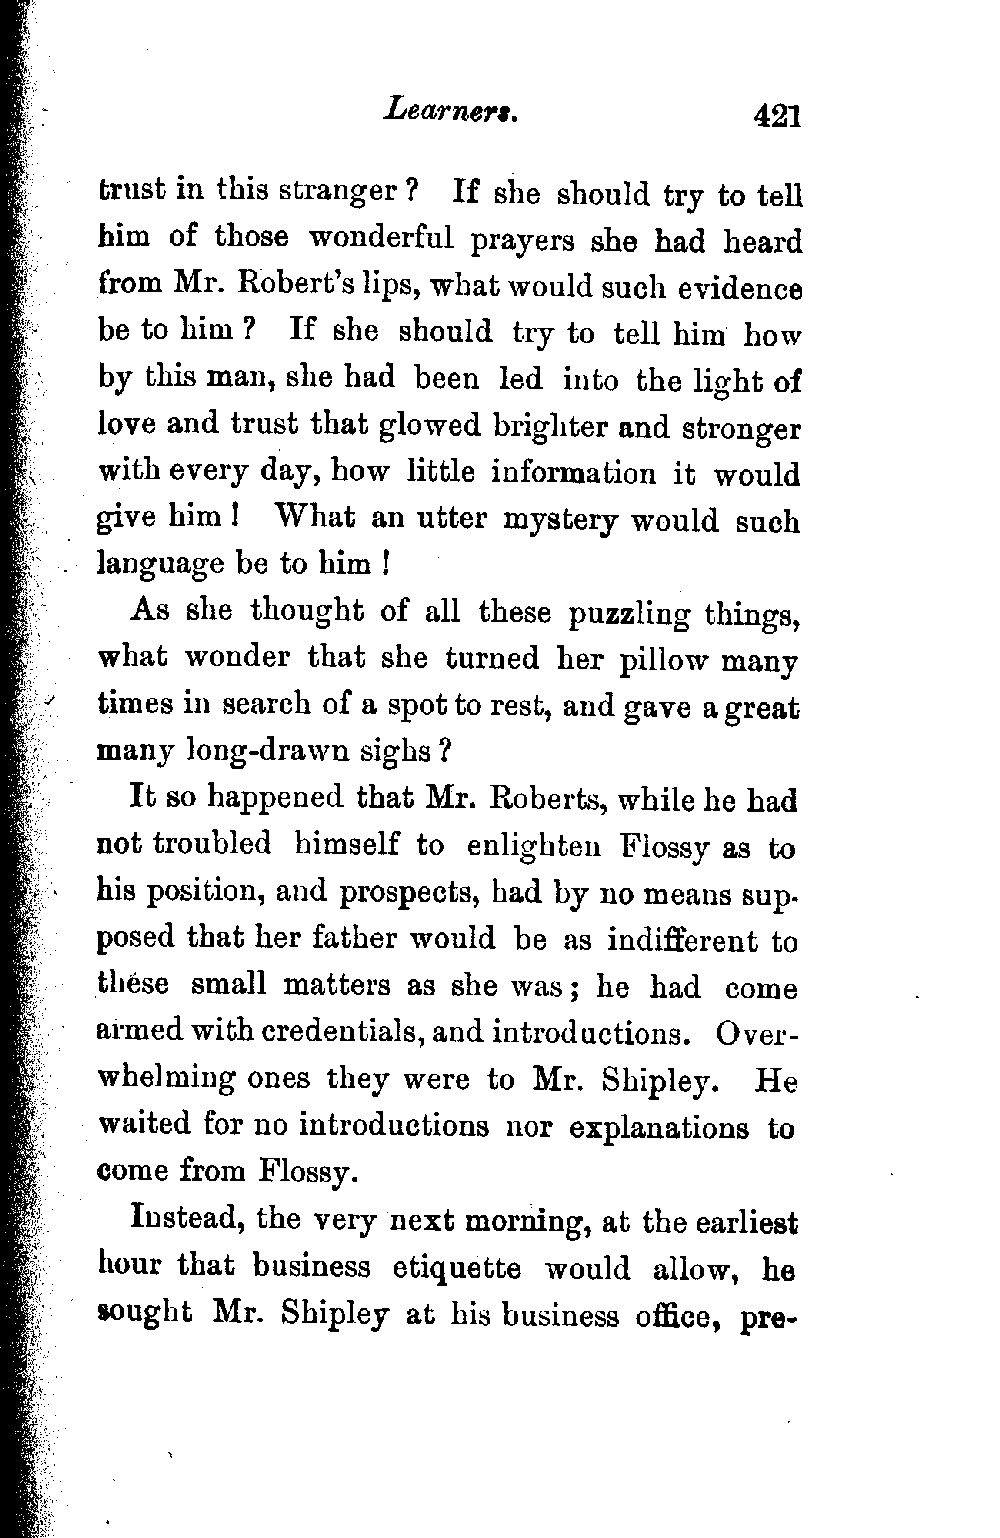 Learners. 421
trust in this stranger? If she should try to tell
him of those wonderful prayers she had heard
from Mr. Robert's lips, what would such evidence
be to him? If she should try to tell him how
by this man, she had been led into the light of
love and trust that glowed brighter and stronger
with every day, how little information it would
give him! What an utter mystery would such
language be to him!
As she thought of all these puzzling things,
what wonder that she turned her pillow many
times in search of a spot to rest, and gave a great
many long-drawn sighs?
It so happened that Mr. Roberts, while he had
not troubled himself to enlighten Flossy as to
his position, and prospects, had by no means sup-
posed that her father would be as indifferent to
these small matters as she was; he had come
armed with credentials, and introductions. Over-
whelming ones they were to Mr. Shipley. He
waited for no introductions nor explanations to
come from Flossy.
Instead, the very next morning, at the earliest
hour that business etiquette would allow, he
sought Mr. Shipley at his business office, pre-